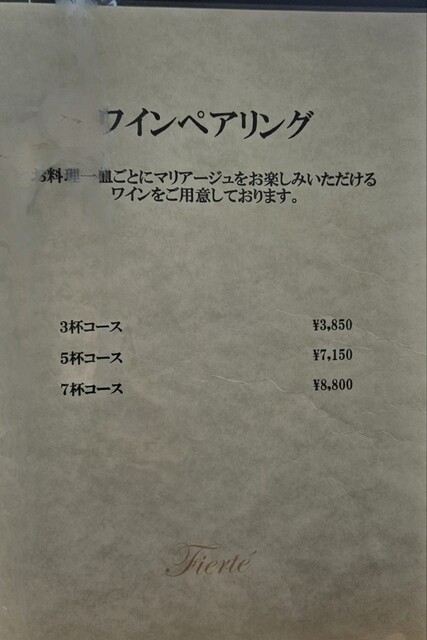 ワインペアリング
お料理一皿ごとにマリアージュをお楽しみいただける
ワインをご用意しております。
3杯コース ¥3,850
5杯コース ¥7,150
7杯コース ¥8,800
Fierté